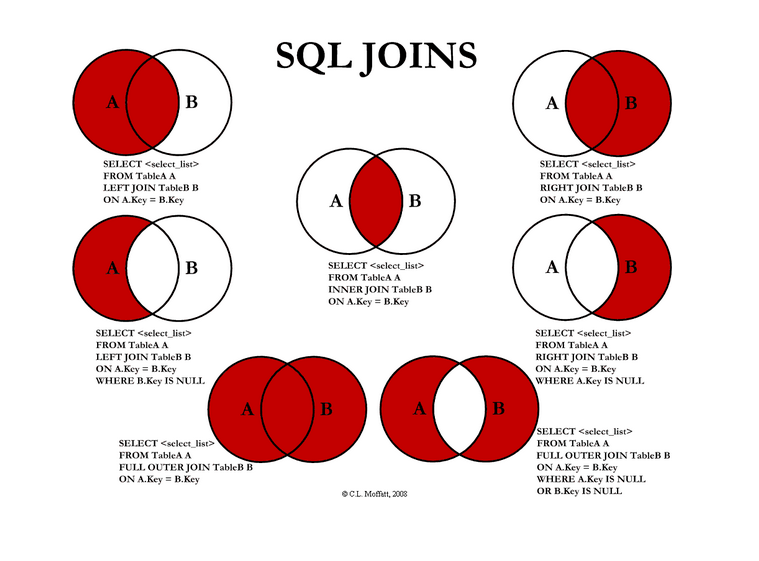 SQL JOINS
A B
SELECT <select_list>
FROM TableA A
LEFT JOIN TableB B
ON A.Key = B.Key
A B
SELECT <select_list>
FROM TableA A
RIGHT JOIN TableB B
ON A.Key = B.Key
A B
SELECT <select_list>
FROM TableA A
INNER JOIN TableB B
ON A.Key = B.Key
A B
SELECT <select_list>
FROM TableA A
LEFT JOIN TableB B
ON A.Key = B.Key
WHERE B.Key IS NULL
A B
SELECT <select_list>
FROM TableA A
RIGHT JOIN TableB B
ON A.Key = B.Key
WHERE A.Key IS NULL
A B
SELECT <select_list>
FROM TableA A
FULL OUTER JOIN TableB B
ON A.Key = B.Key
A B
SELECT <select_list>
FROM TableA A
FULL OUTER JOIN TableB B
ON A.Key = B.Key
WHERE A.Key IS NULL
OR B.Key IS NULL
© C.L. Moffatt, 2008